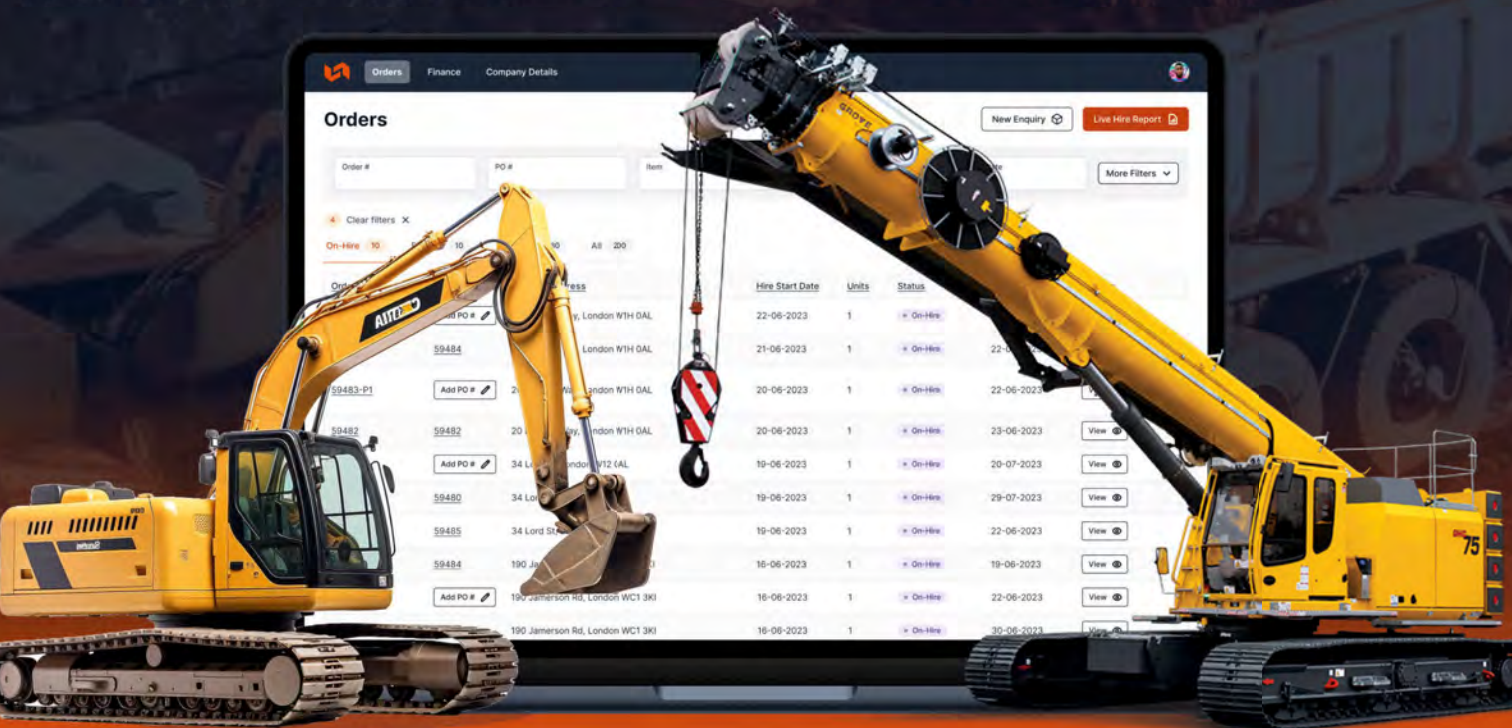 Orders Finance Company Details
Orders
New Enquiry
Live Hire Report
Order # PO # Item
More Filters
4 Clear filters X
On-Hire 10 10 All 200
Hire Start Date Units Status
Add PO # London W1H 0AL 22-06-2023 1 On-Hire
59484 London W1H 0AL 21-06-2023 1 On-Hire
59483-P1 Add PO # London W1H 0AL 20-06-2023 1 On-Hire 22-06-2023
59482 59482 20 London W1H 0AL 20-06-2023 1 On-Hire 23-06-2023 View
Add PO # 34 19-06-2023 1 On-Hire 20-07-2023 View
59480 34 19-06-2023 1 On-Hire 29-07-2023 View
59485 34 Lord 19-06-2023 1 On-Hire 22-06-2023 View
59484 190 16-06-2023 1 On-Hire 19-06-2023 View
Add PO # 190 Jamerson Rd, London WC1 3KI 16-06-2023 1 On-Hire 22-06-2023 View
190 Jamerson Rd, London WC1 3KI 16-06-2023 1 On-Hire 30-06-2023 View
GROVE
75